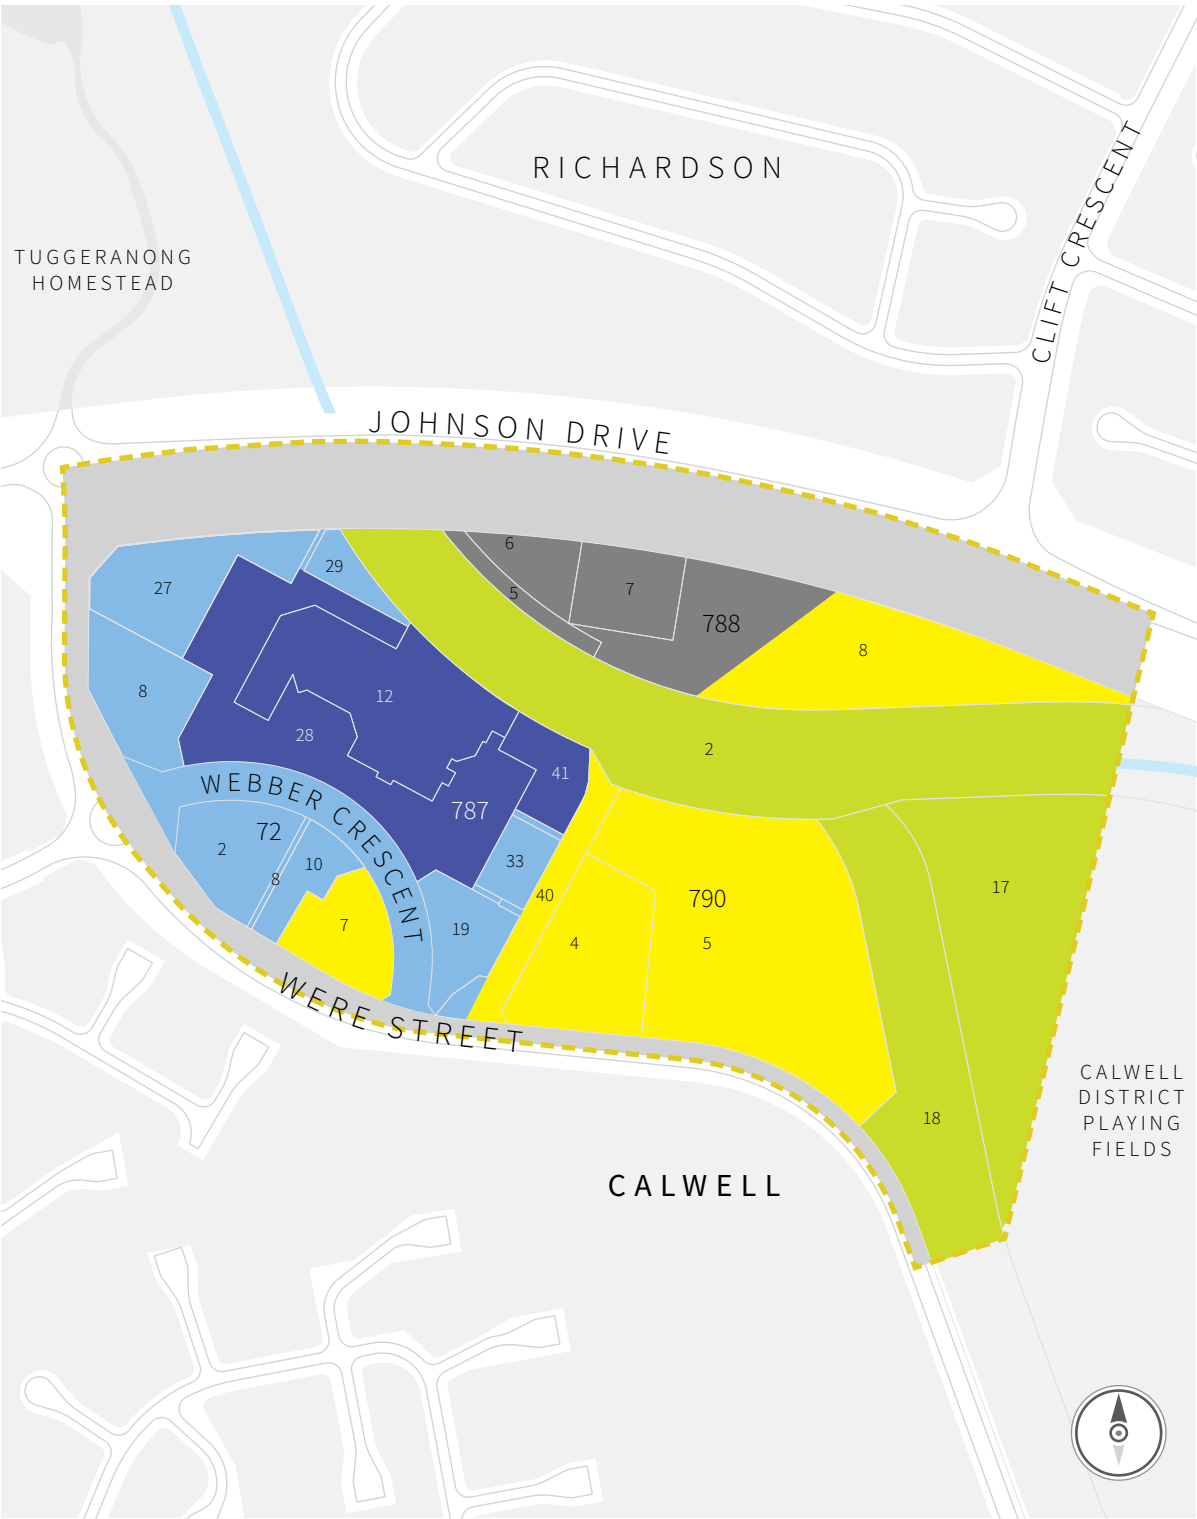 RICHARDSON
CLIFT CRESCENT
TUGGERANONG
HOMESTEAD
JOHNSON DRIVE
6
29
27
7
5
788
8
8
12
28
2
41
WEBBER CRESCENT
787
72
2
10
33
8
17
40
790
7
19
4
5
WERE STREET
CALWELL
DISTRICT
PLAYING
FIELDS
18
CALWELL